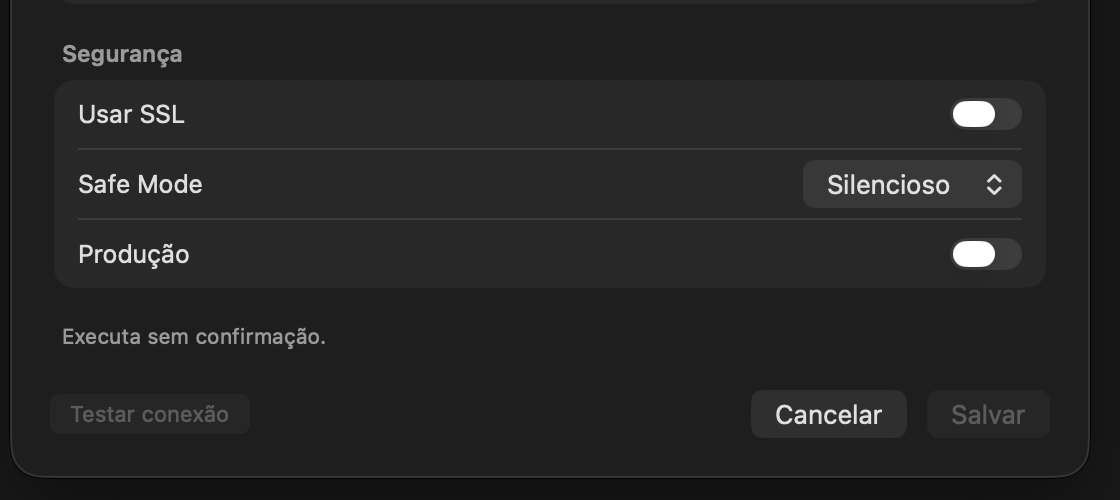 Segurança
Usar SSL
Safe Mode
Silencioso
Produção
Executa sem confirmação.
Testar conexão
Cancelar
Salvar